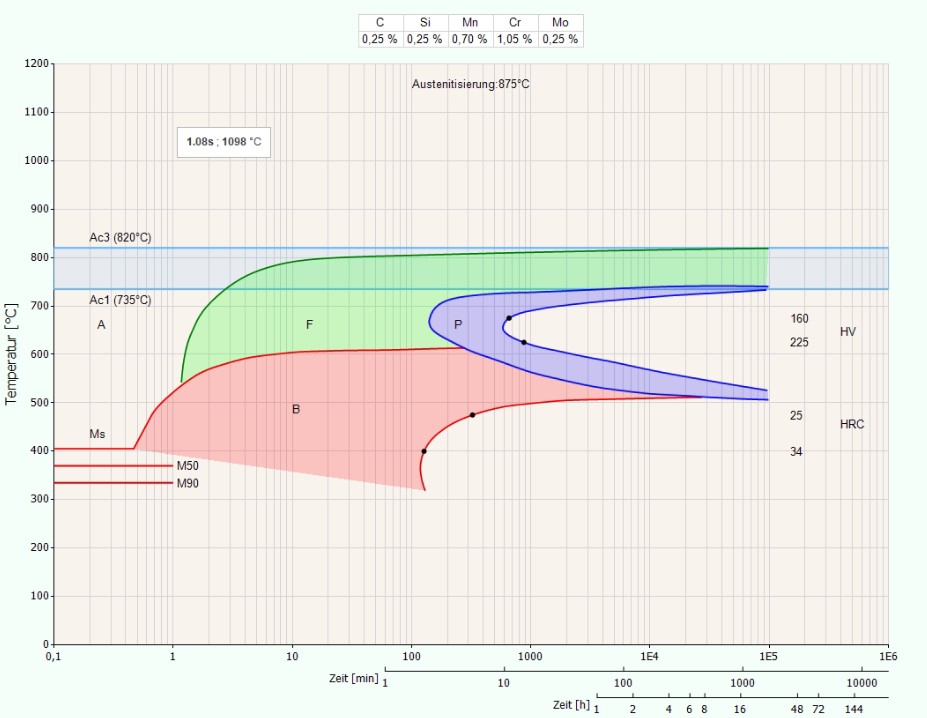 C Si Mn Cr Mo
0,25 % 0,25 % 0,70 % 1,05 % 0,25 %
1200
Austenitisierung:875°C
1100
1.08s ; 1098 °C
1000
900
Ac3 (820°C)
800
Ac1 (735°C)
700
A F P 160 HV
225
600
500
B 25 HRC
Ms
400 34
M50
M90
300
200
100
0
Temperatur [°C]
0,1 1 10 100 1000 1E4 1E5 1E6
Zeit [min] 1 10 100 1000 10000
Zeit [h] 1 2 4 6 8 16 48 72 144